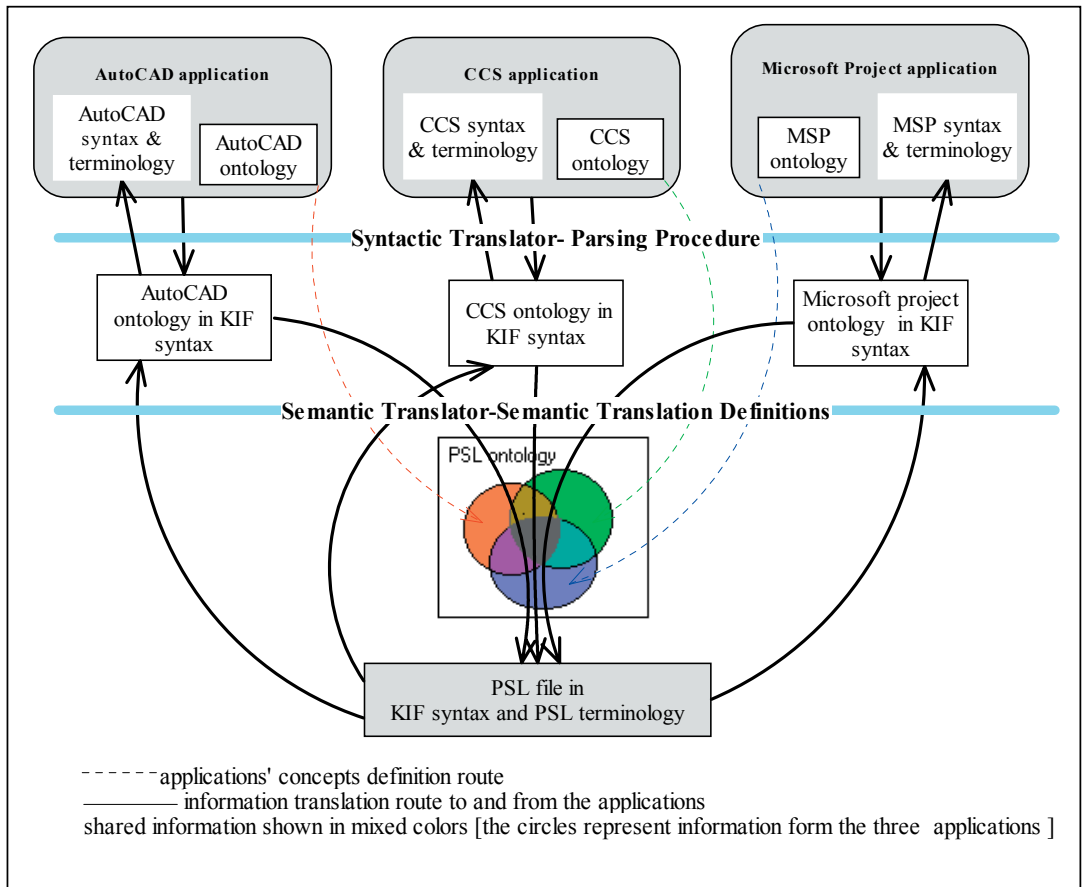 AutoCAD application
AutoCAD
syntax &
terminology
AutoCAD
ontology
CCS application
CCS syntax
& terminology
CCS
ontology
Microsoft Project application
MSP
ontology
MSP syntax
& terminology
Syntactic Translator- Parsing Procedure
AutoCAD
ontology in KIF
syntax
CCS ontology in
KIF syntax
Microsoft project
ontology in KIF
syntax
Semantic Translator-Semantic Translation Definitions
PSL ontology
PSL file in
KIF syntax and PSL terminology
applications' concepts definition route
information translation route to and from the applications
shared information shown in mixed colors [the circles represent information form the three applications ]